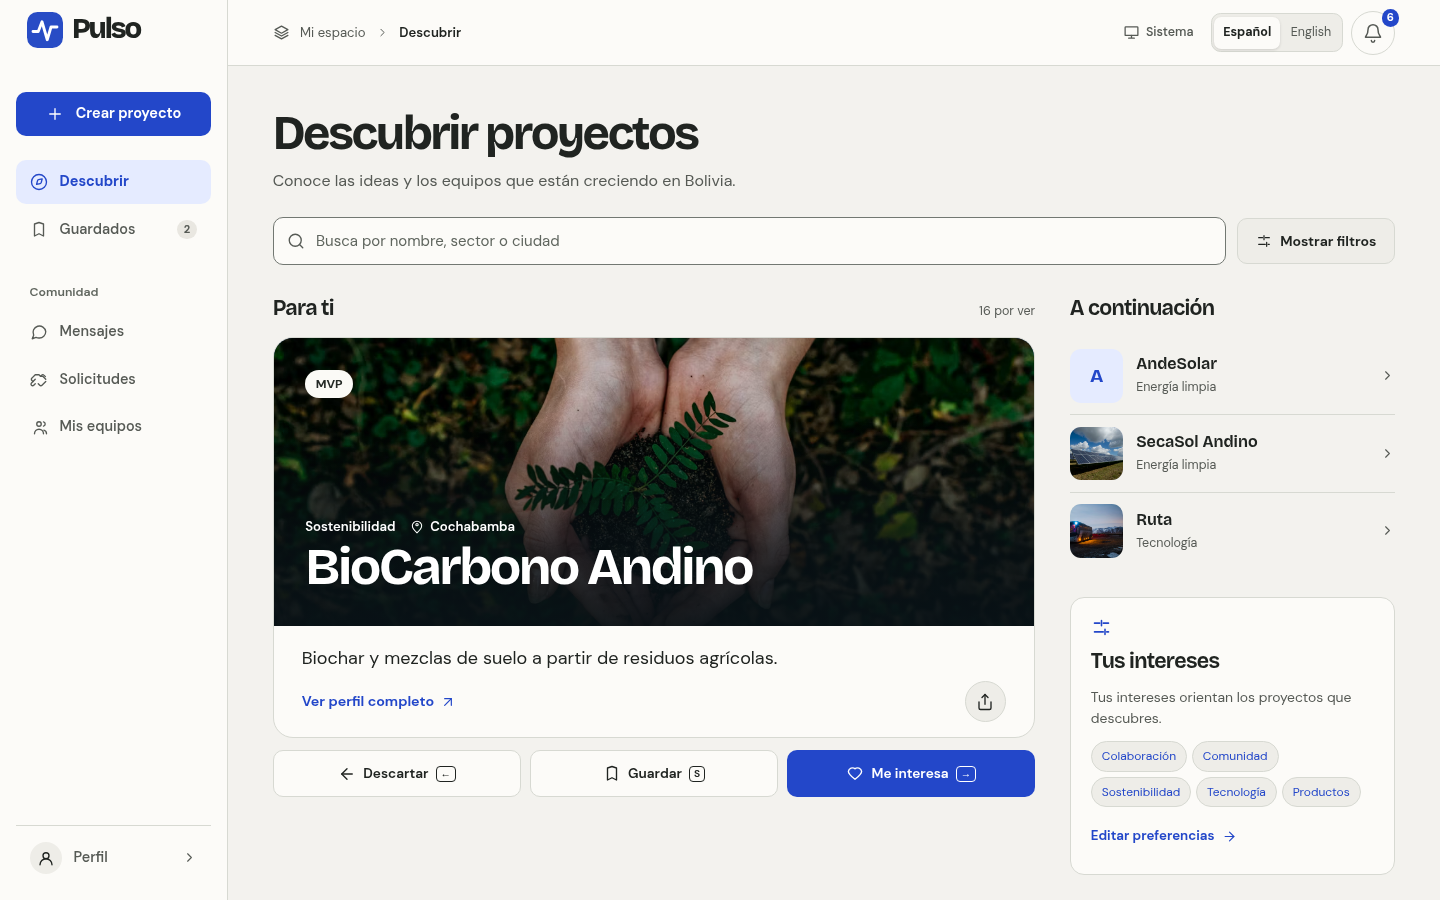 Pulso
Crear proyecto
Descubrir
Guardados 2
Comunidad
Mensajes
Solicitudes
Mis equipos
Perfil
Mi espacio Descubrir
Sistema Español English 6
Descubrir proyectos
Conoce las ideas y los equipos que están creciendo en Bolivia.
Busca por nombre, sector o ciudad
Mostrar filtros
Para ti 16 por ver
MVP
Sostenibilidad Cochabamba
BioCarbono Andino
Biochar y mezclas de suelo a partir de residuos agrícolas.
Ver perfil completo
Descartar ←
Guardar S
Me interesa →
A continuación
A
AndeSolar
Energía limpia
SecaSol Andino
Energía limpia
Ruta
Tecnología
Tus intereses
Tus intereses orientan los proyectos que
descubres.
Colaboración Comunidad
Sostenibilidad Tecnología Productos
Editar preferencias